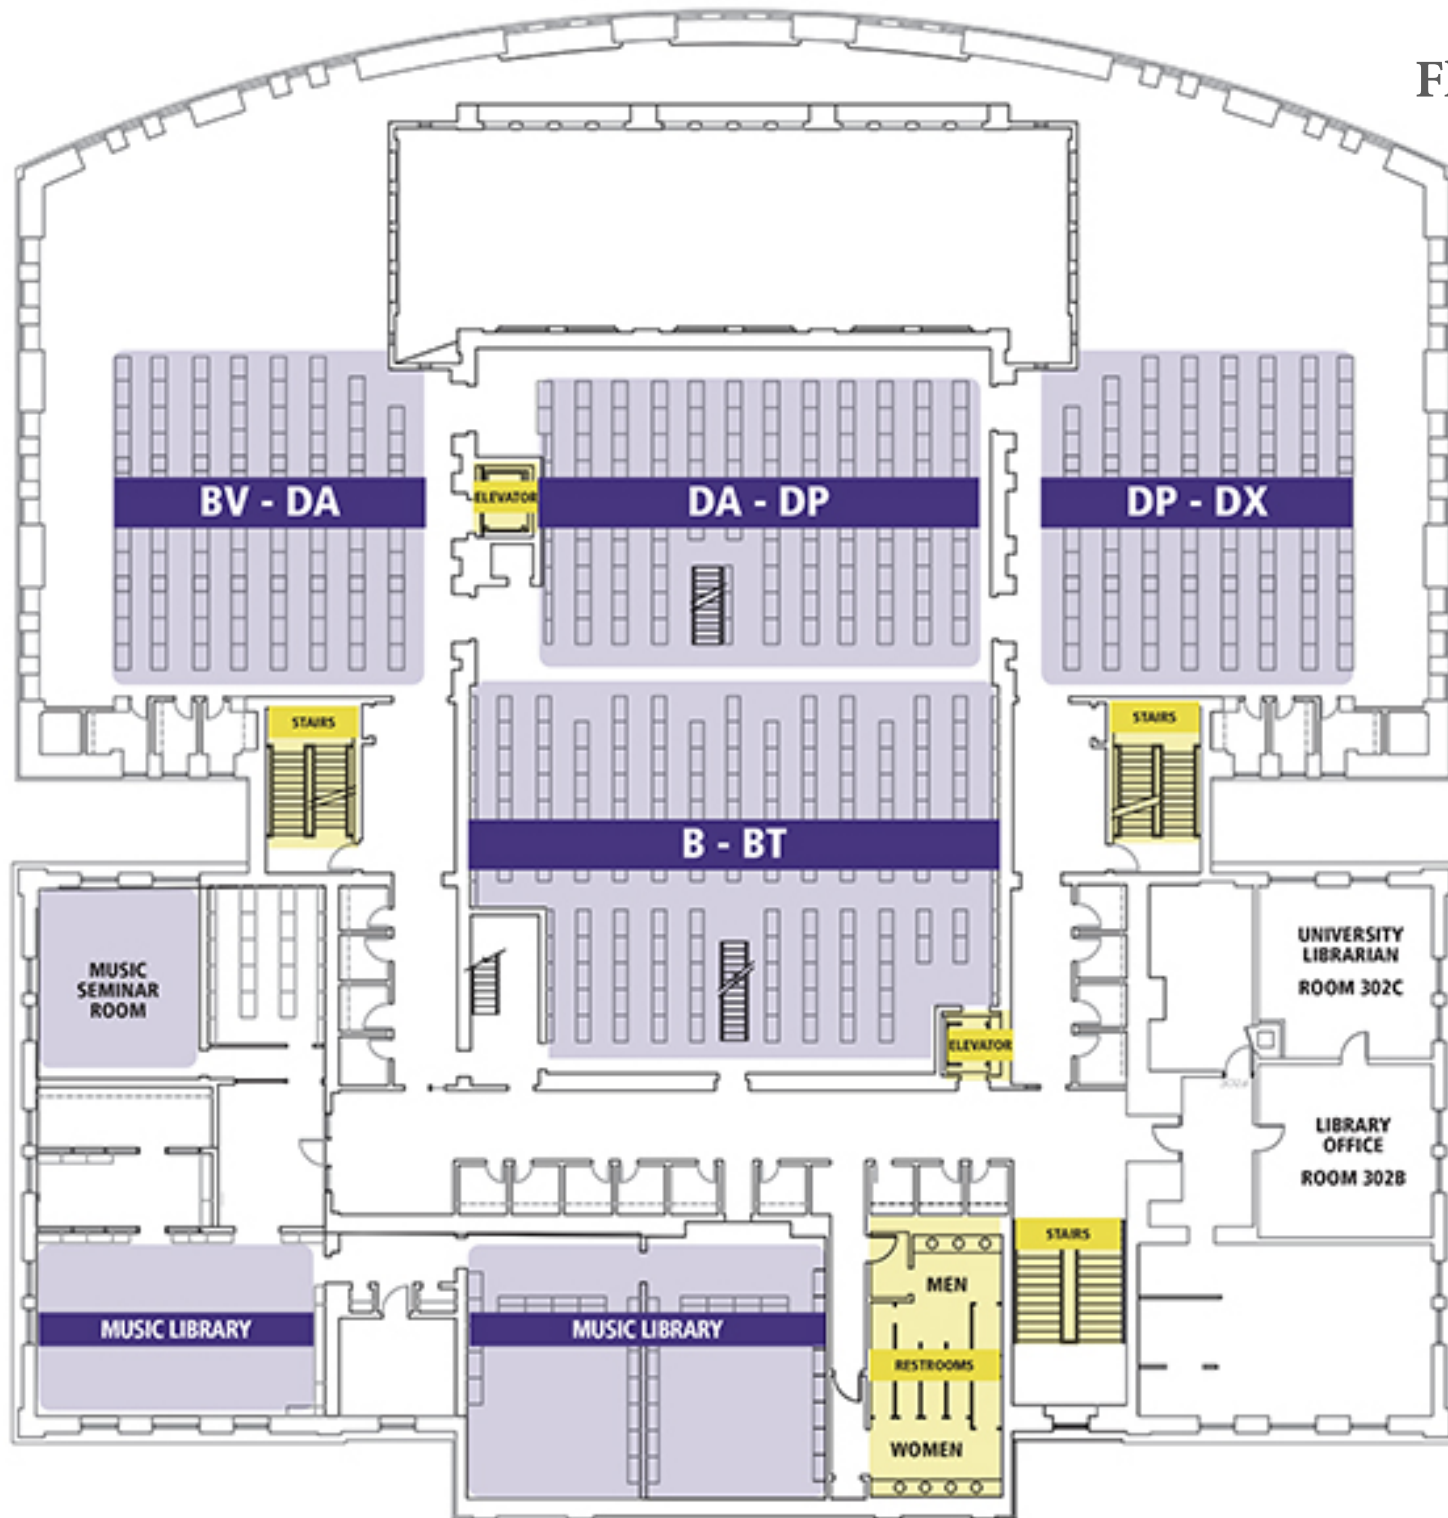 BV - DA
ELEVATOR
DA - DP
DP - DX
STAIRS
STAIRS
B - BT
MUSIC
SEMINAR
ROOM
UNIVERSITY
LIBRARIAN
ROOM 302C
ELEVATOR
LIBRARY
OFFICE
ROOM 302B
STAIRS
MEN
MUSIC LIBRARY
MUSIC LIBRARY
RESTROOMS
WOMEN